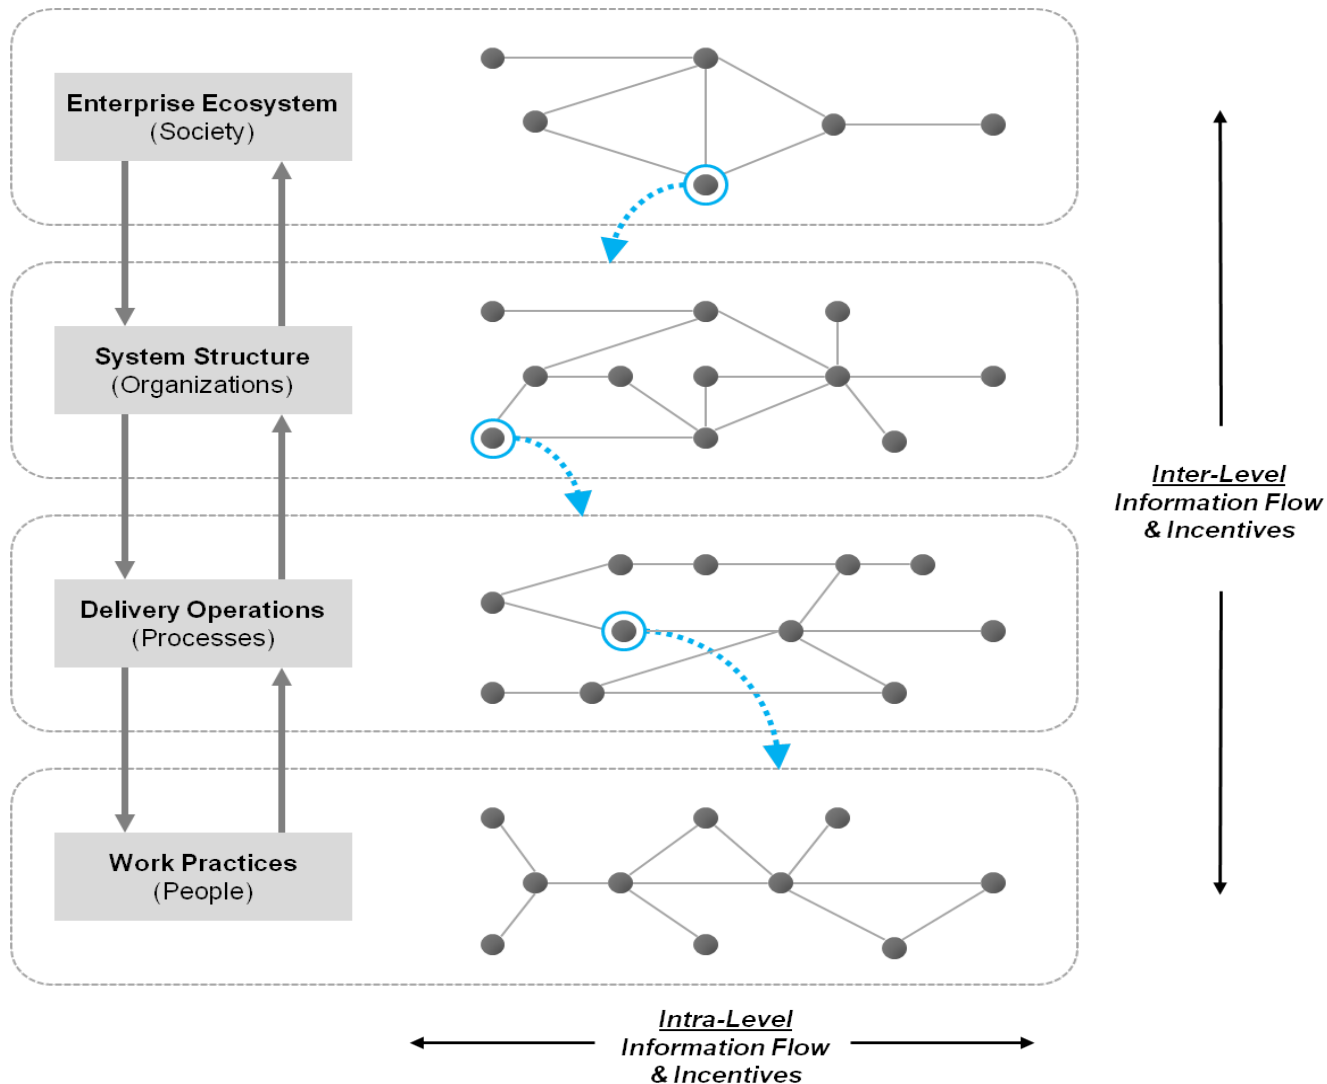 Enterprise Ecosystem
(Society)
System Structure
(Organizations)
Inter-Level
Information Flow
& Incentives
Delivery Operations
(Processes)
Work Practices
(People)
Intra-Level
Information Flow
& Incentives